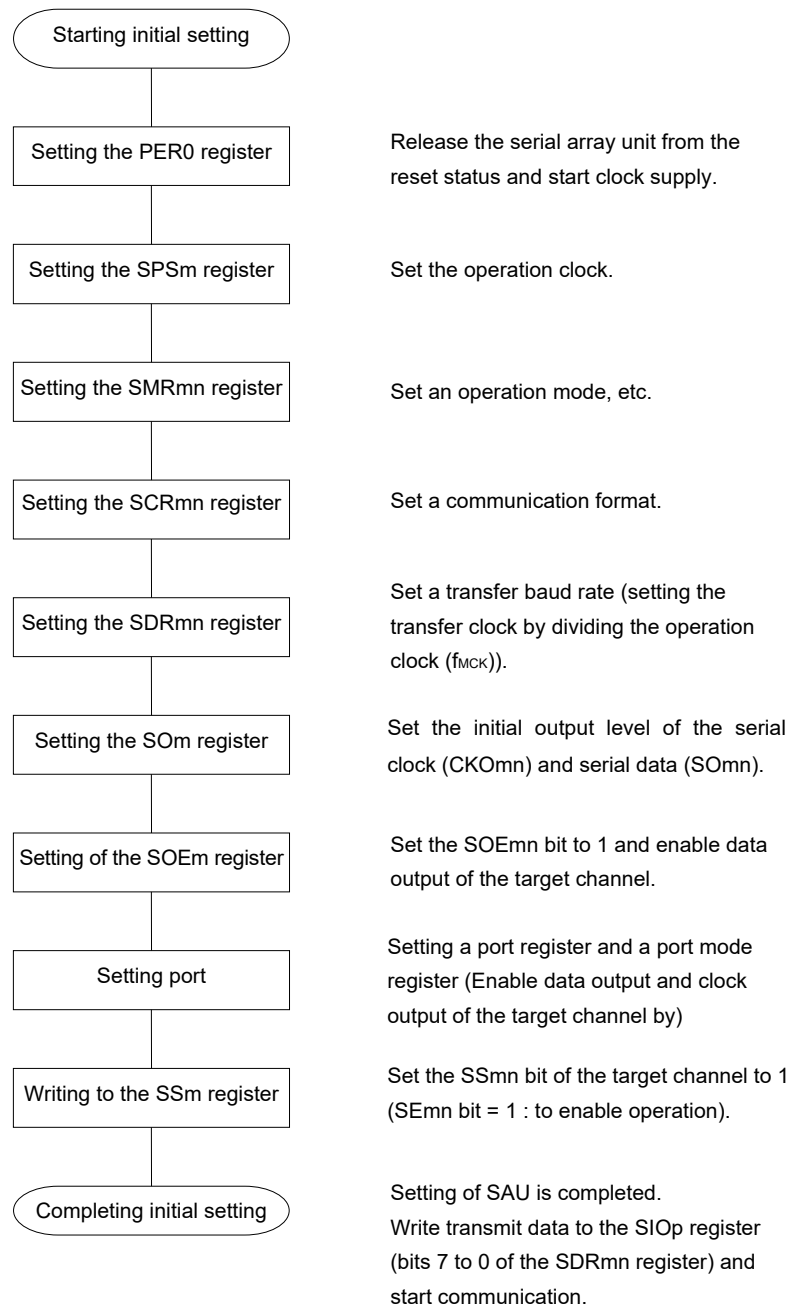 Starting initial setting
Setting the PER0 register
Release the serial array unit from the
reset status and start clock supply.
Setting the SPSm register
Set the operation clock.
Setting the SMRmn register
Set an operation mode, etc.
Setting the SCRmn register
Set a communication format.
Setting the SDRmn register
Set a transfer baud rate (setting the
transfer clock by dividing the operation
clock (fMCK)).
Setting the SOm register
Set the initial output level of the serial
clock (CKOmn) and serial data (SOmn).
Setting of the SOEm register
Set the SOEmn bit to 1 and enable data
output of the target channel.
Setting port
Setting a port register and a port mode
register (Enable data output and clock
output of the target channel by)
Writing to the SSm register
Set the SSmn bit of the target channel to 1
(SEmn bit = 1 : to enable operation).
Completing initial setting
Setting of SAU is completed.
Write transmit data to the SIOp register
(bits 7 to 0 of the SDRmn register) and
start communication.